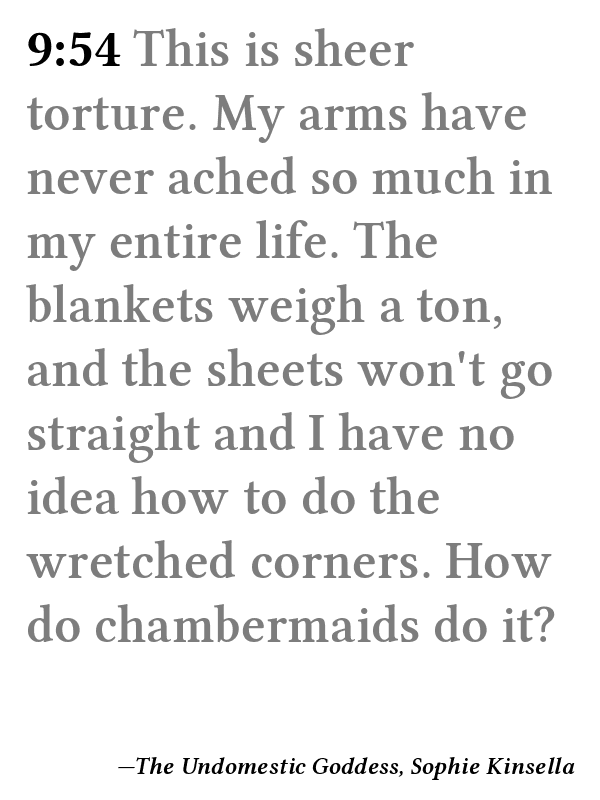 9:54 This is sheer
torture. My arms have
never ached so much in
my entire life. The
blankets weigh a ton,
and the sheets won't go
straight and I have no
idea how to do the
wretched corners. How
do chambermaids do it?
—The Undomestic Goddess, Sophie Kinsella